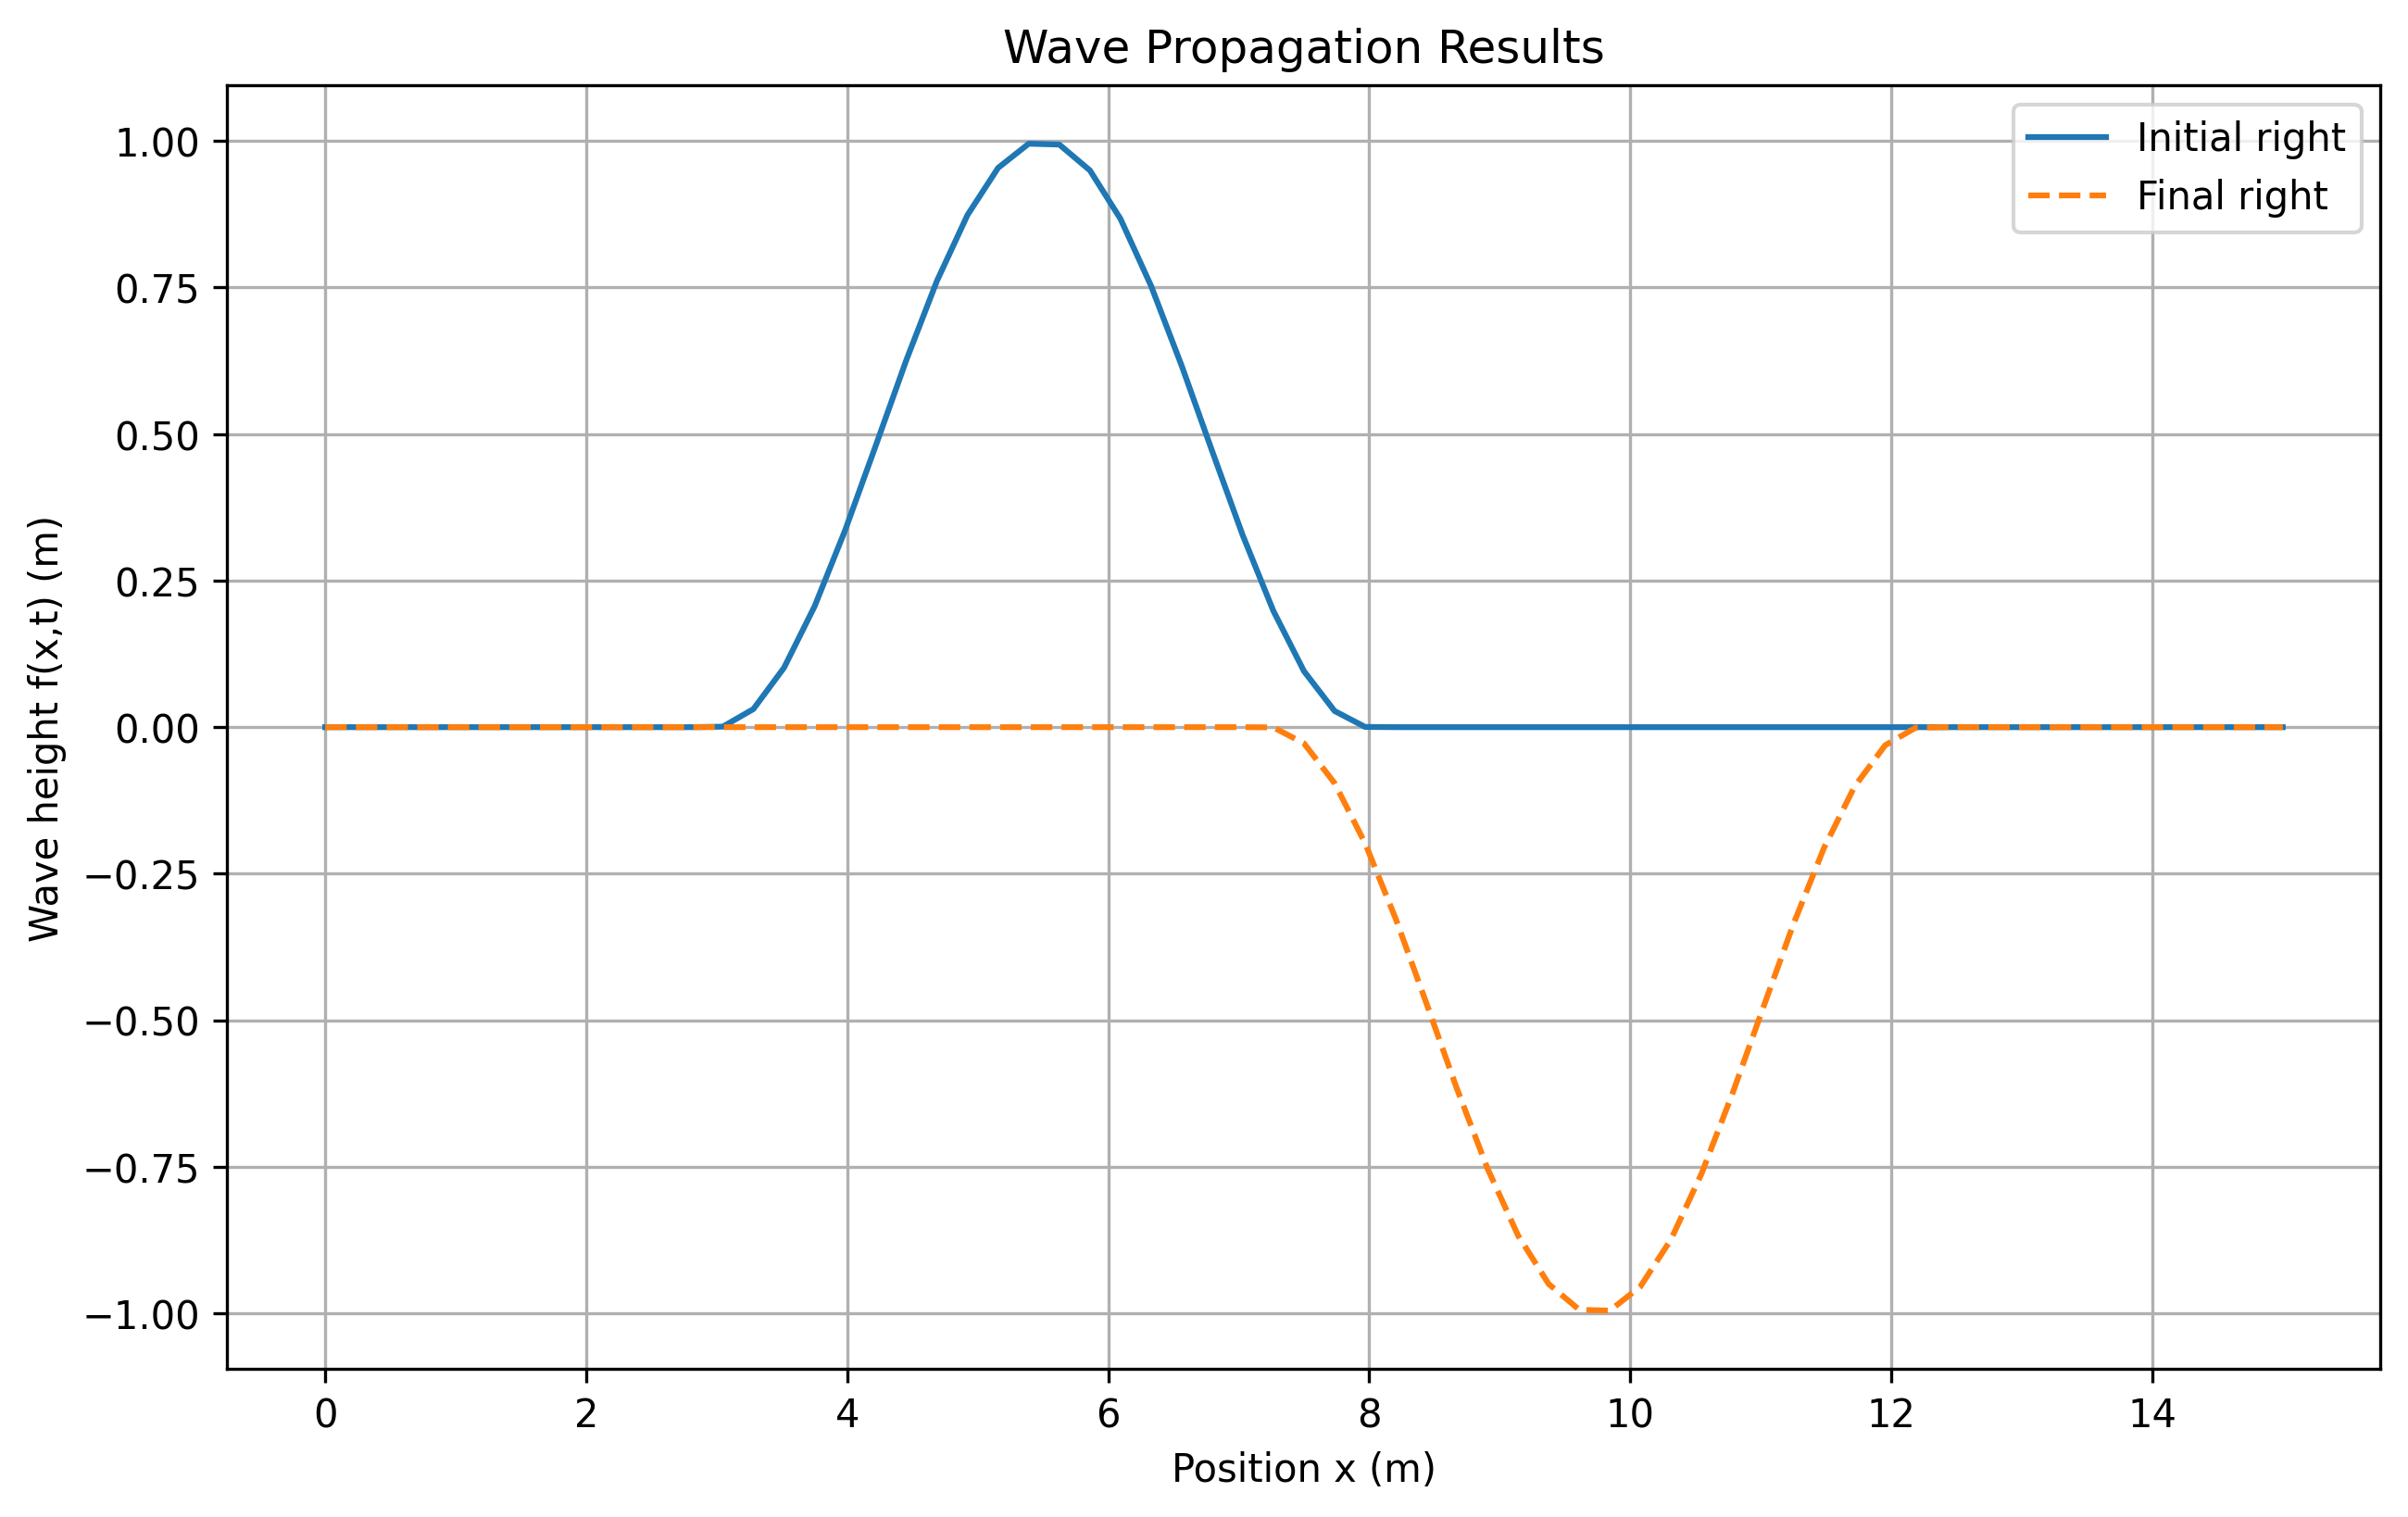 Wave Propagation Results
Initial right
Final right
Wave height f(x,t) (m)
1.00
0.75
0.50
0.25
0.00
−0.25
−0.50
−0.75
−1.00
0 2 4 6 8 10 12 14
Position x (m)